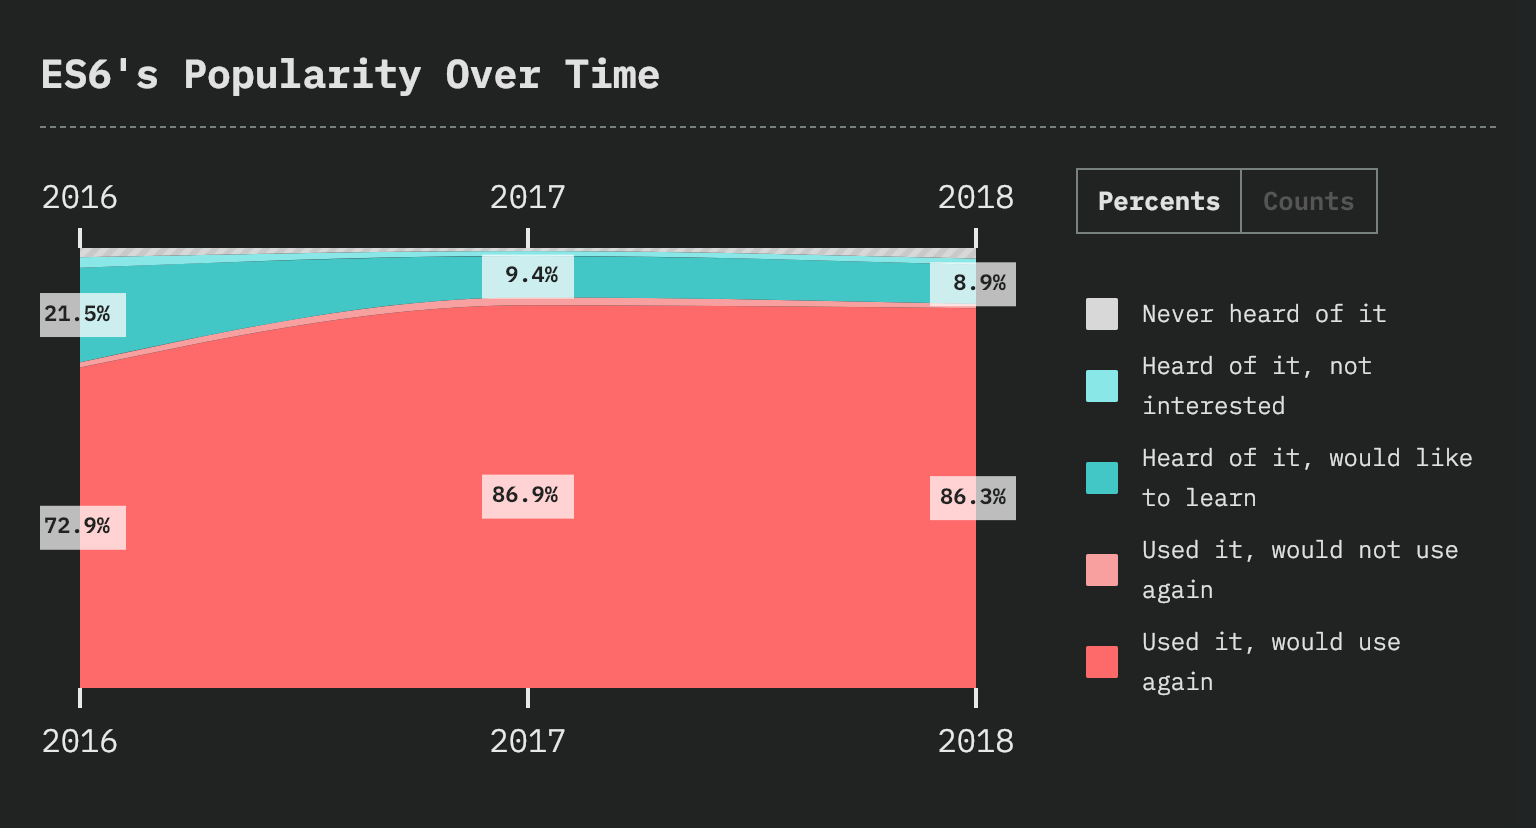 ES6's Popularity Over Time
2016
2017
2018
Percents
Counts
9.4%
8.9%
21.5%
86.9%
86.3%
72.9%
2016
2017
2018
Never heard of it
Heard of it, not
interested
Heard of it, would like
to learn
Used it, would not use
again
Used it, would use
again